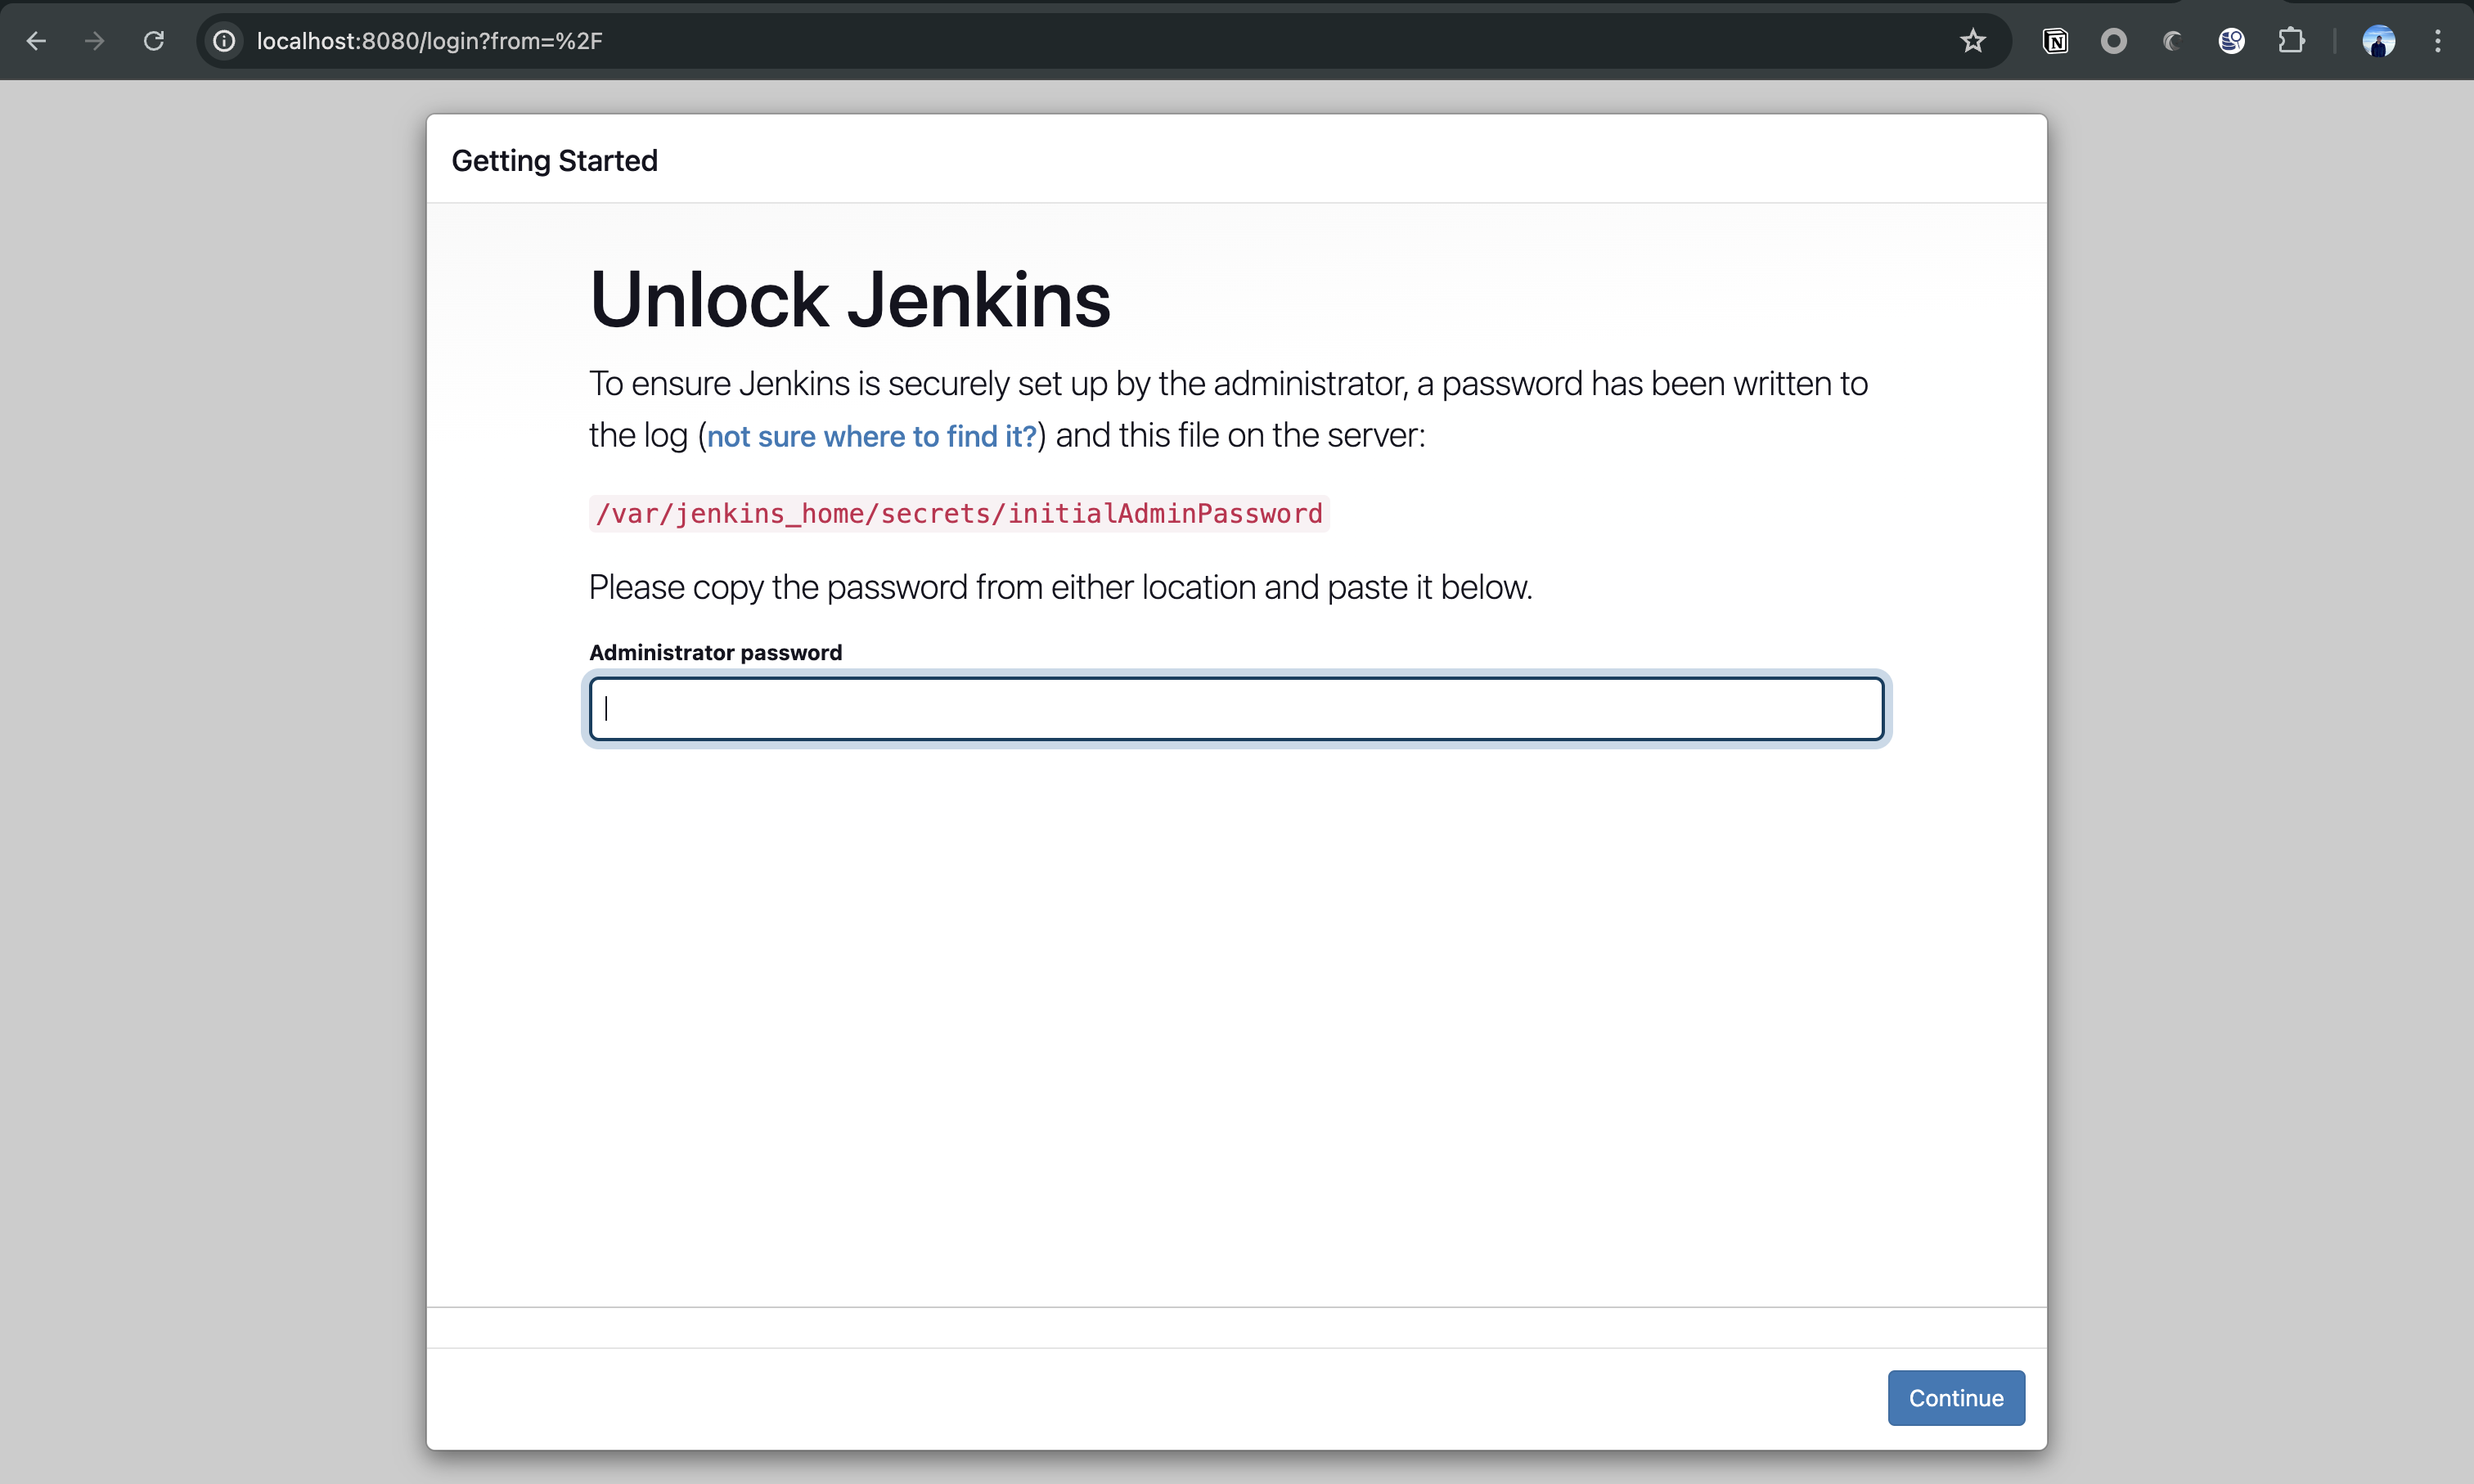 localhost:8080/login?from=%2F
Getting Started
Unlock Jenkins
To ensure Jenkins is securely set up by the administrator, a password has been written to
the log (not sure where to find it?) and this file on the server:
/var/jenkins_home/secrets/initialAdminPassword
Please copy the password from either location and paste it below.
Administrator password
Continue